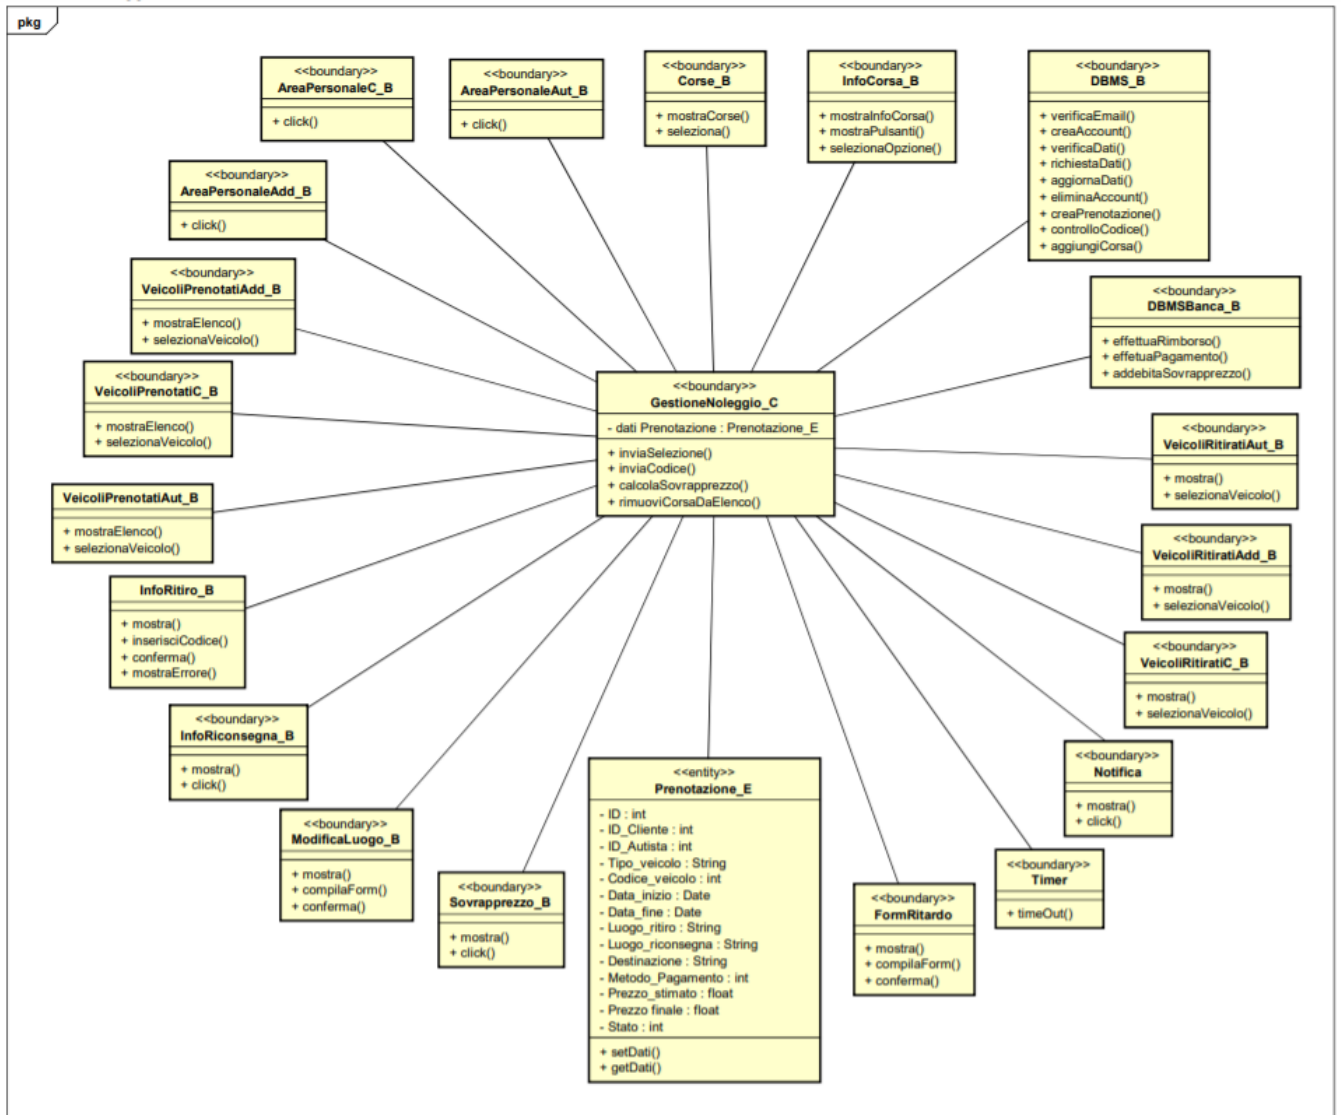 pkg
<<boundary>>
AreaPersonaleC_B
+ click()
<<boundary>>
AreaPersonaleAut_B
+ click()
<<boundary>>
Corse_B
+ mostraCorse()
+ seleziona()
<<boundary>>
InfoCorsa_B
+ mostraInfoCorsa()
+ mostraPulsanti()
+ selezionaOpzione()
<<boundary>>
DBMS_B
+ verificaEmail()
+ creaAccount()
+ verificaDati()
+ richiestaDati()
+ aggiornaDati()
+ eliminaAccount()
+ creaPrenotazione()
+ controlloCodice()
+ aggiungiCorsa()
<<boundary>>
AreaPersonaleAdd_B
+ click()
<<boundary>>
VeicoliPrenotatiAdd_B
+ mostraElenco()
+ selezionaVeicolo()
<<boundary>>
DBMSBanca_B
+ effettuaRimborso()
+ effetuaPagamento()
+ addebitaSovrapprezzo()
<<boundary>>
VeicoliPrenotatiC_B
+ mostraElenco()
+ selezionaVeicolo()
<<boundary>>
GestioneNoleggio_C
- dati Prenotazione : Prenotazione_E
+ inviaSelezione()
+ inviaCodice()
+ calcolaSovrapprezzo()
+ rimuoviCorsaDaElenco()
<<boundary>>
VeicoliRitiratiAut_B
+ mostra()
+ selezionaVeicolo()
VeicoliPrenotatiAut_B
+ mostraElenco()
+ selezionaVeicolo()
<<boundary>>
VeicoliRitiratiAdd_B
+ mostra()
+ selezionaVeicolo()
InfoRitiro_B
+ mostra()
+ inserisciCodice()
+ conferma()
+ mostraErrore()
<<boundary>>
VeicoliRitiratiC_B
+ mostra()
+ selezionaVeicolo()
<<boundary>>
InfoRiconsegna_B
+ mostra()
+ click()
<<boundary>>
Notifica
+ mostra()
+ click()
<<entity>>
Prenotazione_E
- ID : int
- ID_Cliente : int
- ID_Autista : int
- Tipo_veicolo : String
- Codice_veicolo : int
- Data_inizio : Date
- Data_fine : Date
- Luogo_ritiro : String
- Luogo_riconsegna : String
- Destinazione : String
- Metodo_Pagamento : int
- Prezzo_stimato : float
- Prezzo finale : float
- Stato : int
+ setDati()
+ getDati()
<<boundary>>
ModificaLuogo_B
+ mostra()
+ compilaForm()
+ conferma()
<<boundary>>
Sovrapprezzo_B
+ mostra()
+ click()
<<boundary>>
Timer
+ timeOut()
<<boundary>>
FormRitardo
+ mostra()
+ compilaForm()
+ conferma()